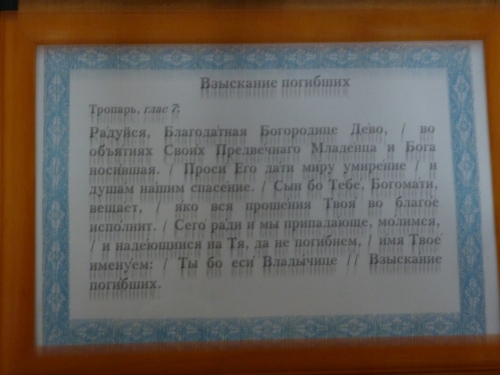 Взыскание погибших
Тропарь, глас 7:
Радуйся, Благодатная Богородице Дево, / во
объятиях Своих Предвечнаго Младенца и Бога
носившая. / Проси Его дати миру умирение / и
душам нашим спасение. / Сын бо Тебе, Богомати,
вещает, / яко вся прошения Твоя во благое
исполнит. / Сего ради и мы припадающе, молимся,
/ и надеющиися на Тя, да не погибнем, / имя Твое
именуем: / Ты бо еси Владычице // Взыскание
погибших.